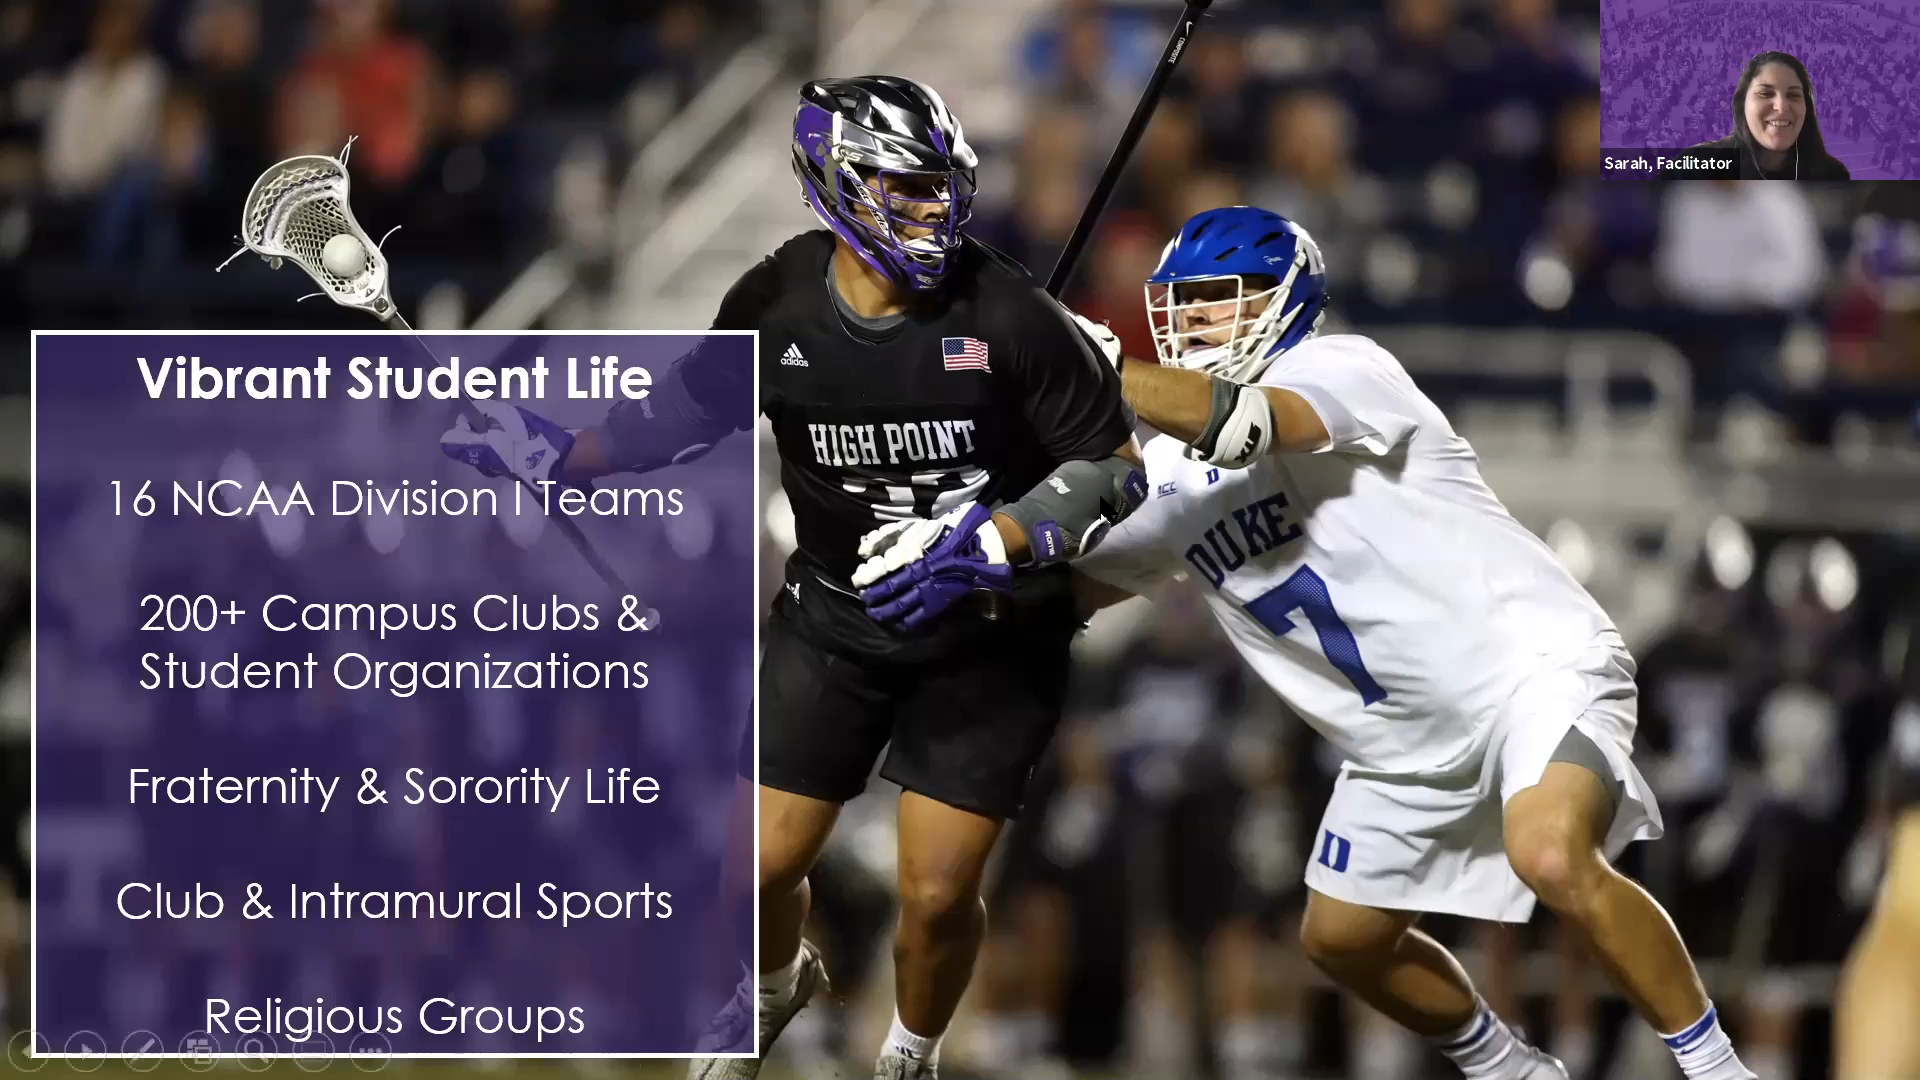 Sarah, Facilitator
Vibrant Student Life
16 NCAA Division I Teams
200+ Campus Clubs &
Student Organizations
Fraternity & Sorority Life
Club & Intramural Sports
Religious Groups
adidas
HIGH POINT
DUKE
7
D
D